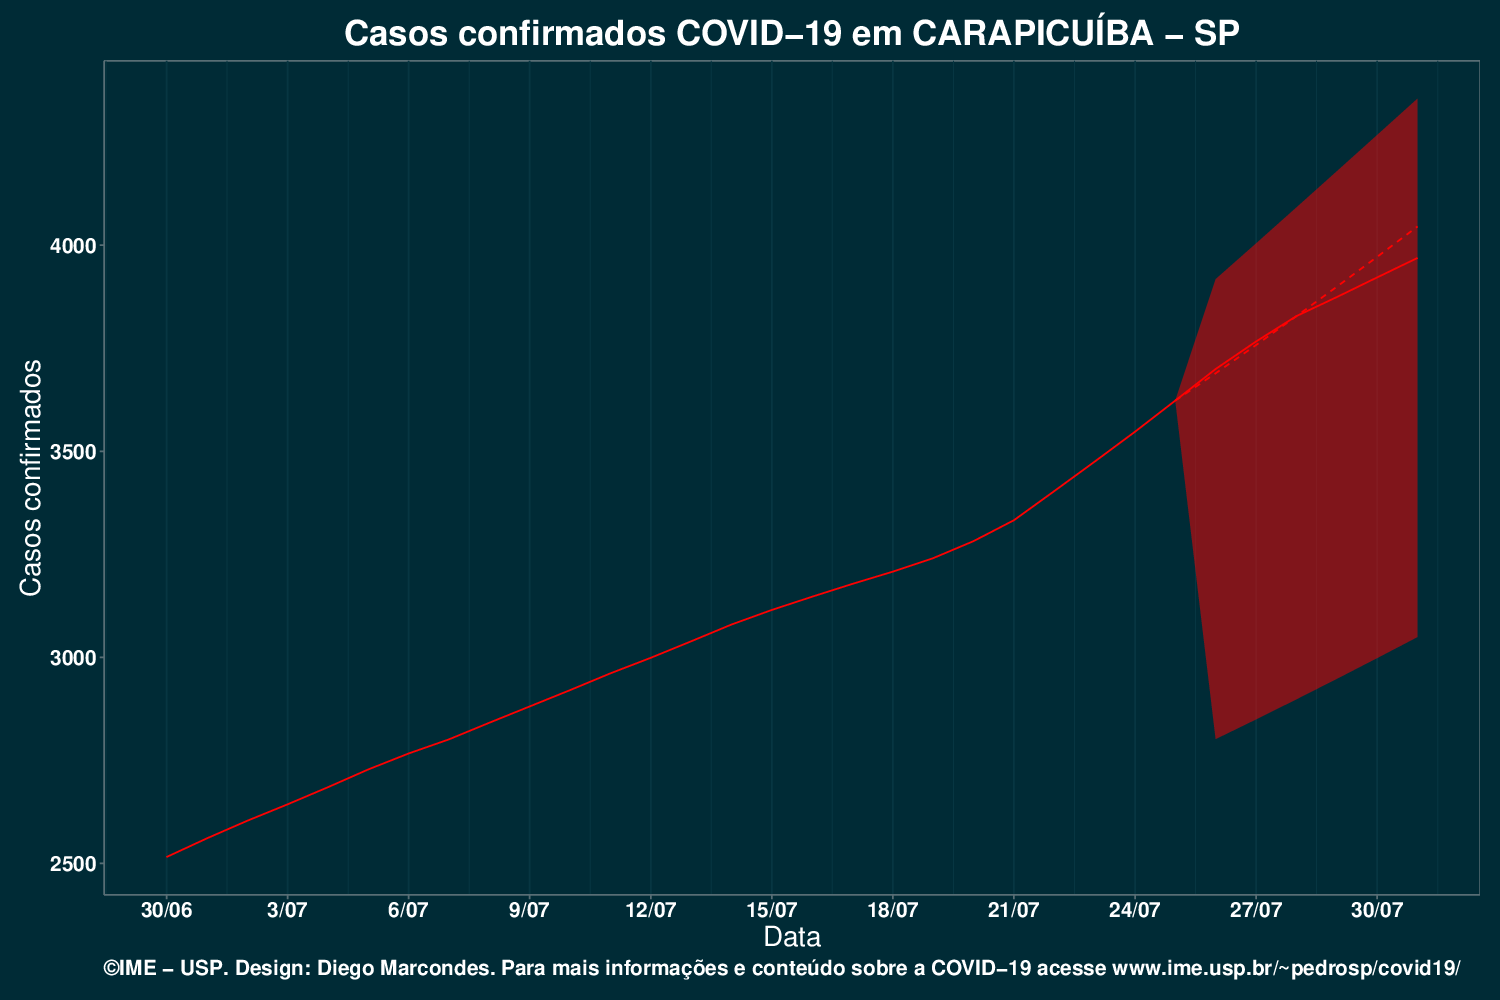 Casos confirmados COVID−19 em CARAPICUÍBA − SP
Casos confirmados
4000
3500
3000
2500
30/06 3/07 6/07 9/07 12/07 15/07 18/07 21/07 24/07 27/07 30/07
Data
©IME − USP. Design: Diego Marcondes. Para mais informações e conteúdo sobre a COVID−19 acesse www.ime.usp.br/~pedrosp/covid19/